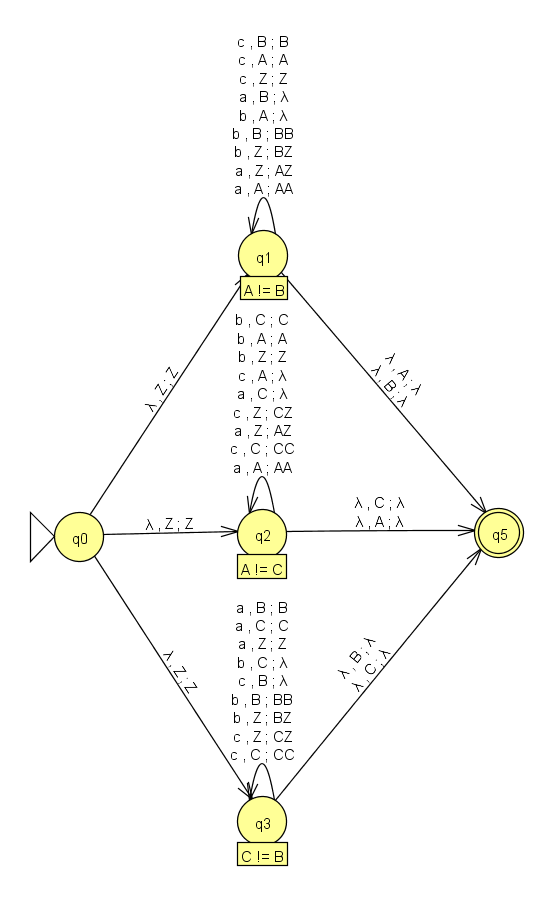 c , B ; B
c , A ; A
c , Z ; Z
a , B ; λ
b , A ; λ
b , B ; BB
b , Z ; BZ
a , Z ; AZ
a , A ; AA
q1
A != B
λ , Z ; Z
λ , A ; λ
λ , B ; λ
b , C ; C
b , A ; A
b , Z ; Z
c , A ; λ
a , C ; λ
c , Z ; CZ
a , Z ; AZ
c , C ; CC
a , A ; AA
q0
λ , Z ; Z
q2
A != C
λ , C ; λ
λ , A ; λ
q5
λ , Z ; Z
a , B ; B
a , C ; C
a , Z ; Z
b , C ; λ
c , B ; λ
b , B ; BB
b , Z ; BZ
c , Z ; CZ
c , C ; CC
λ , B ; λ
λ , C ; λ
q3
C != B